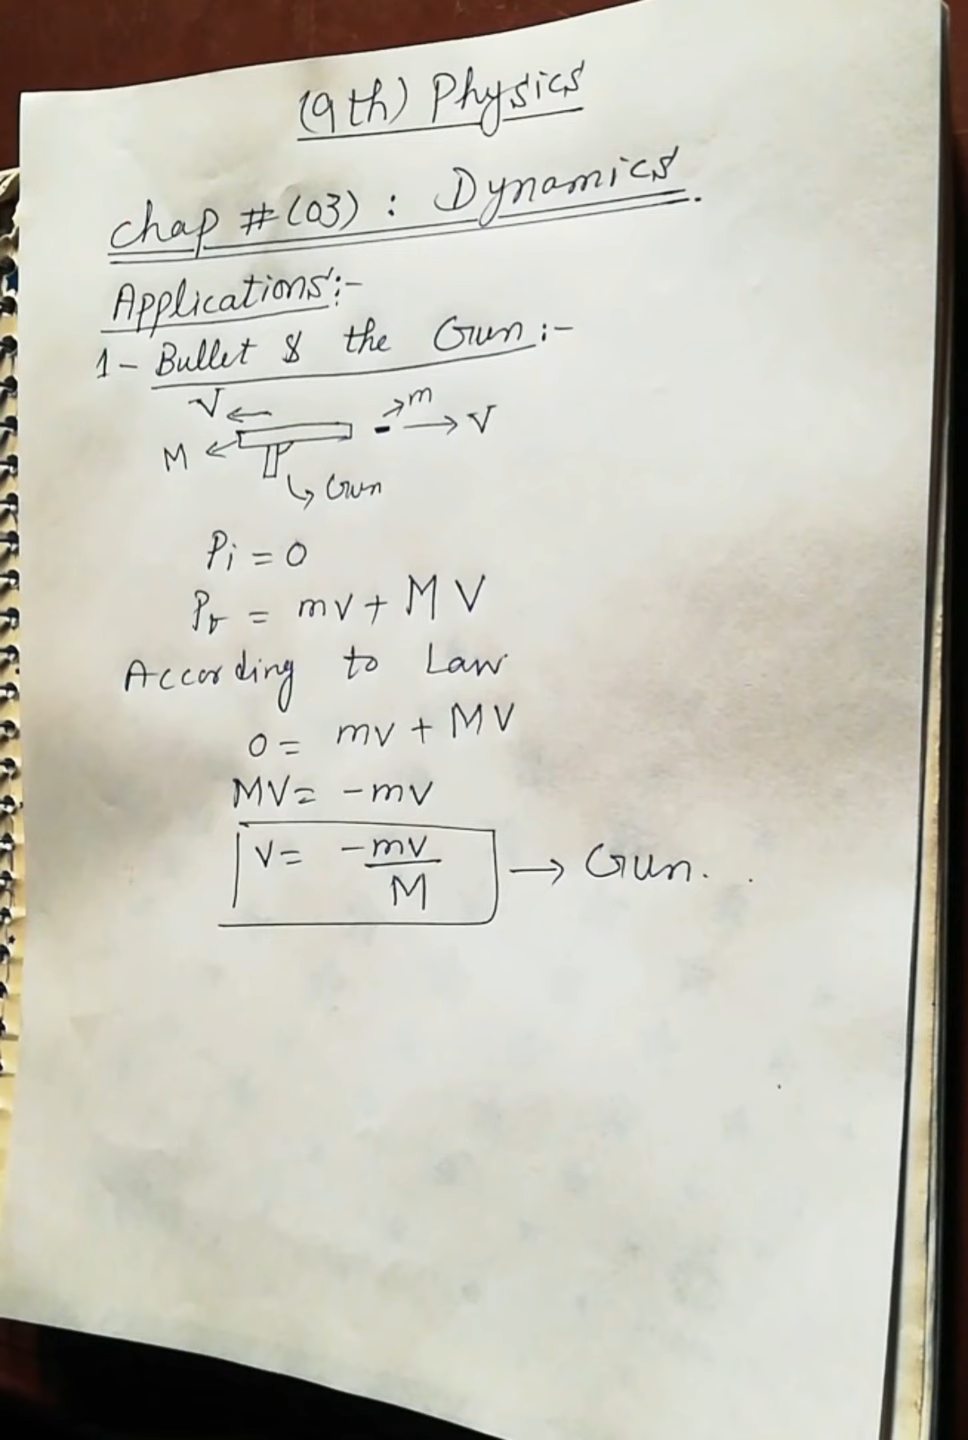 (9th) Physics
Chap # (03) : Dynamics.
Applications:-
1- Bullet & the Gun :-
V m
V
M
Gun
Pi = 0
Pf = mv + MV
According to Law
0 = mv + MV
MV = -mv
V = -mv / M → Gun.